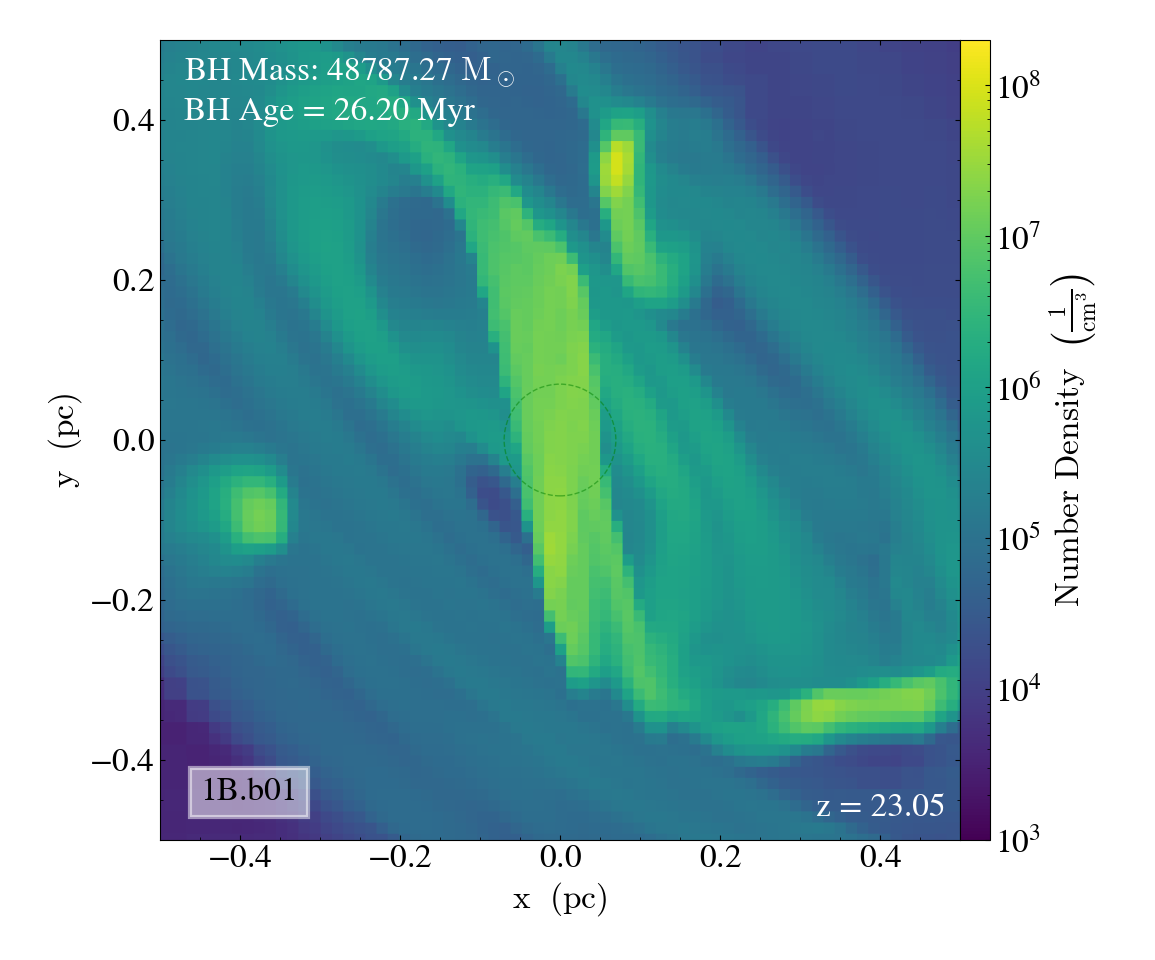 BH Mass: 48787.27 M☉
BH Age = 26.20 Myr
0.4
0.2
0.0
−0.2
−0.4
y (pc)
1B.b01
z = 23.05
−0.4 −0.2 0.0 0.2 0.4
x (pc)
10⁸
10⁷
10⁶
10⁵
10⁴
10³
Number Density (1/cm³)